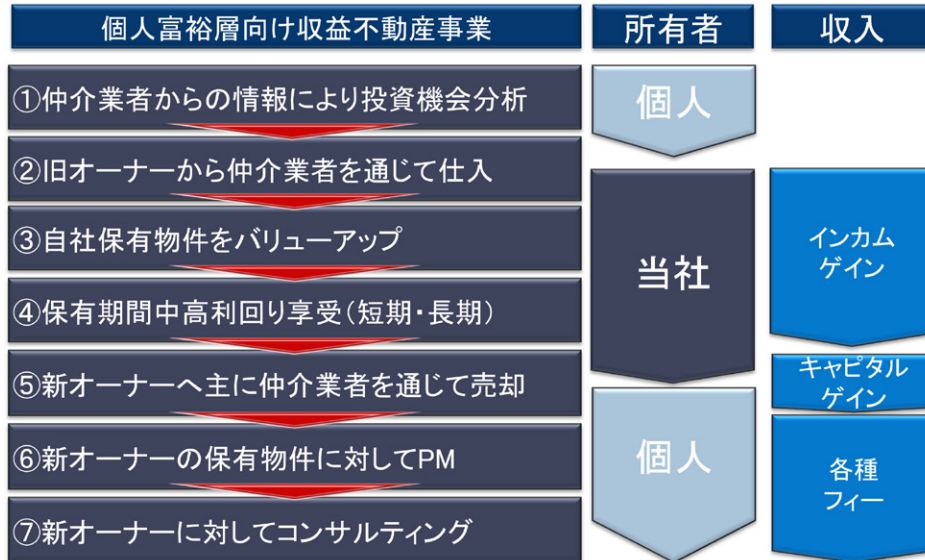 個人富裕層向け収益不動産事業
所有者
収入
①仲介業者からの情報により投資機会分析
②旧オーナーから仲介業者を通じて仕入
③自社保有物件をバリューアップ
④保有期間中高利回り享受(短期・長期)
⑤新オーナーへ主に仲介業者を通じて売却
⑥新オーナーの保有物件に対してPM
⑦新オーナーに対してコンサルティング
個人
当社
個人
インカム
ゲイン
キャピタル
ゲイン
各種
フィー